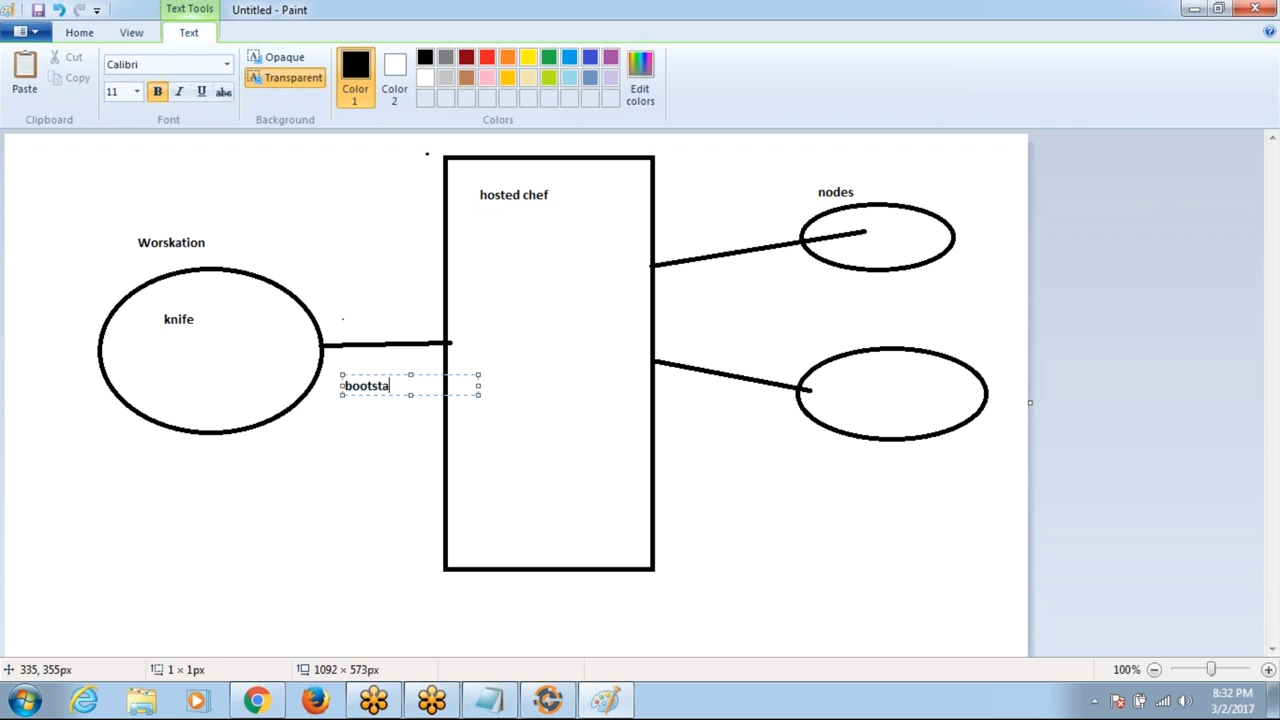 Text Tools
Untitled - Paint
Home
View
Text
Paste
Cut
Copy
Clipboard
Calibri
11
B
I
U
abc
Font
Opaque
Transparent
Background
Color 1
Color 2
Edit colors
Colors
hosted chef
nodes
Worskation
knife
bootsta
335, 355px
1 × 1px
1092 × 573px
100%
8:32 PM
3/2/2017